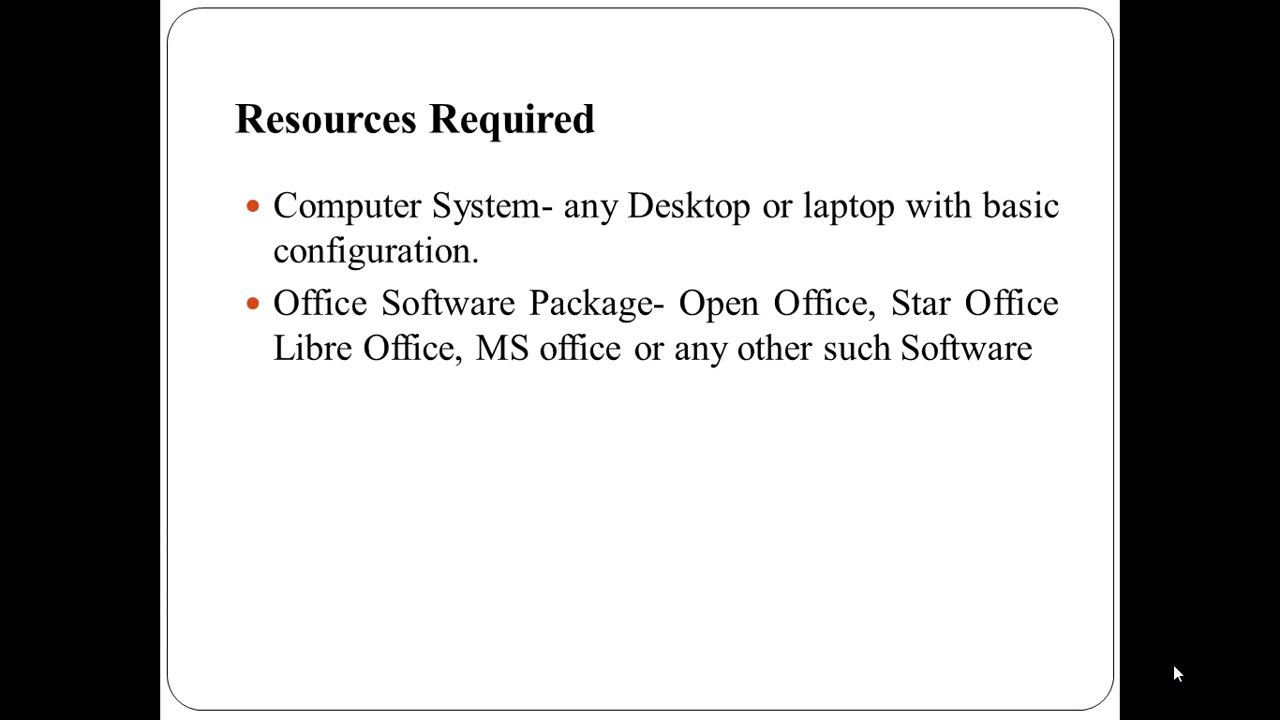 Resources Required
Computer System- any Desktop or laptop with basic
configuration.
Office Software Package- Open Office, Star Office
Libre Office, MS office or any other such Software